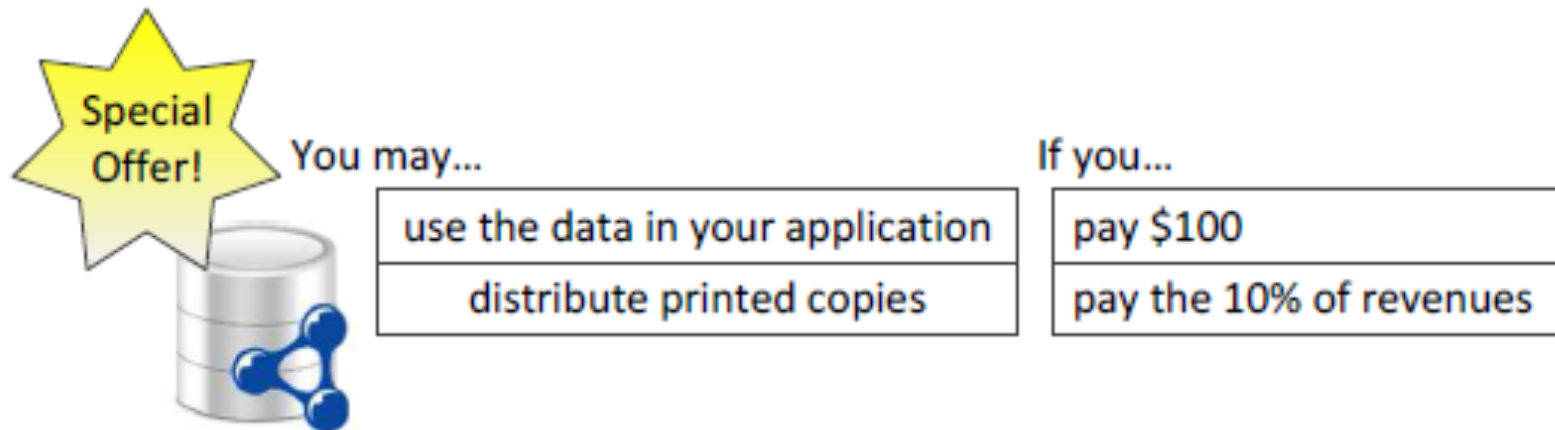 Special
Offer!
You may...
If you...
use the data in your application
pay $100
distribute printed copies
pay the 10% of revenues